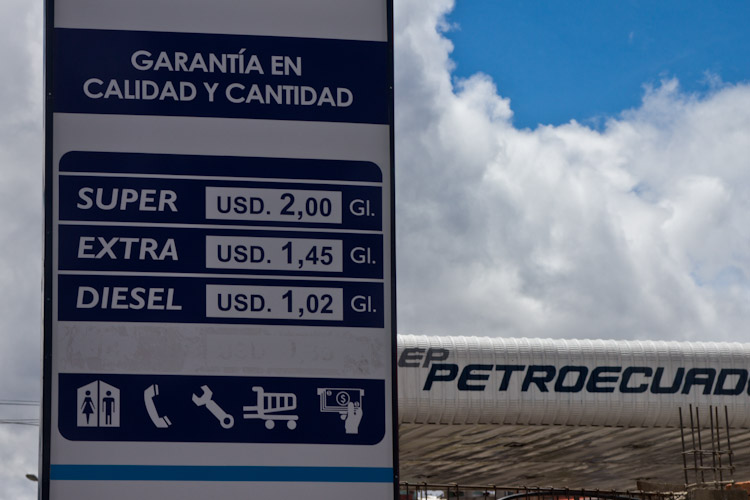 GARANTÍA EN
CALIDAD Y CANTIDAD
SUPER USD. 2,00 Gl.
EXTRA USD. 1,45 Gl.
DIESEL USD. 1,02 Gl.
$
EP
PETROECUADO